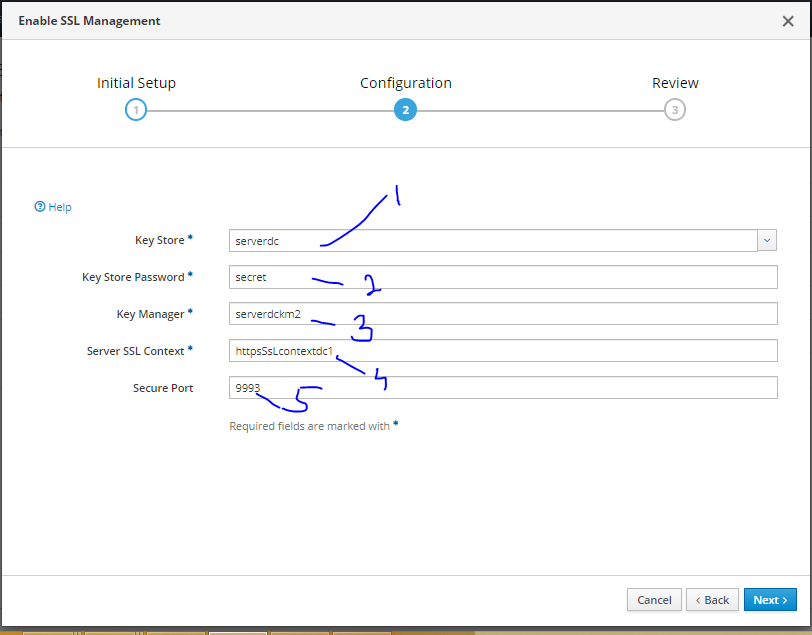 Enable SSL Management
Initial Setup Configuration Review
1 2 3
Help
1
Key Store * serverdc
Key Store Password * secret 2
Key Manager * serverdckm2 3
Server SSL Context * httpsSsLcontextdc1 4
Secure Port 9993 5
Required fields are marked with *
Cancel < Back Next >